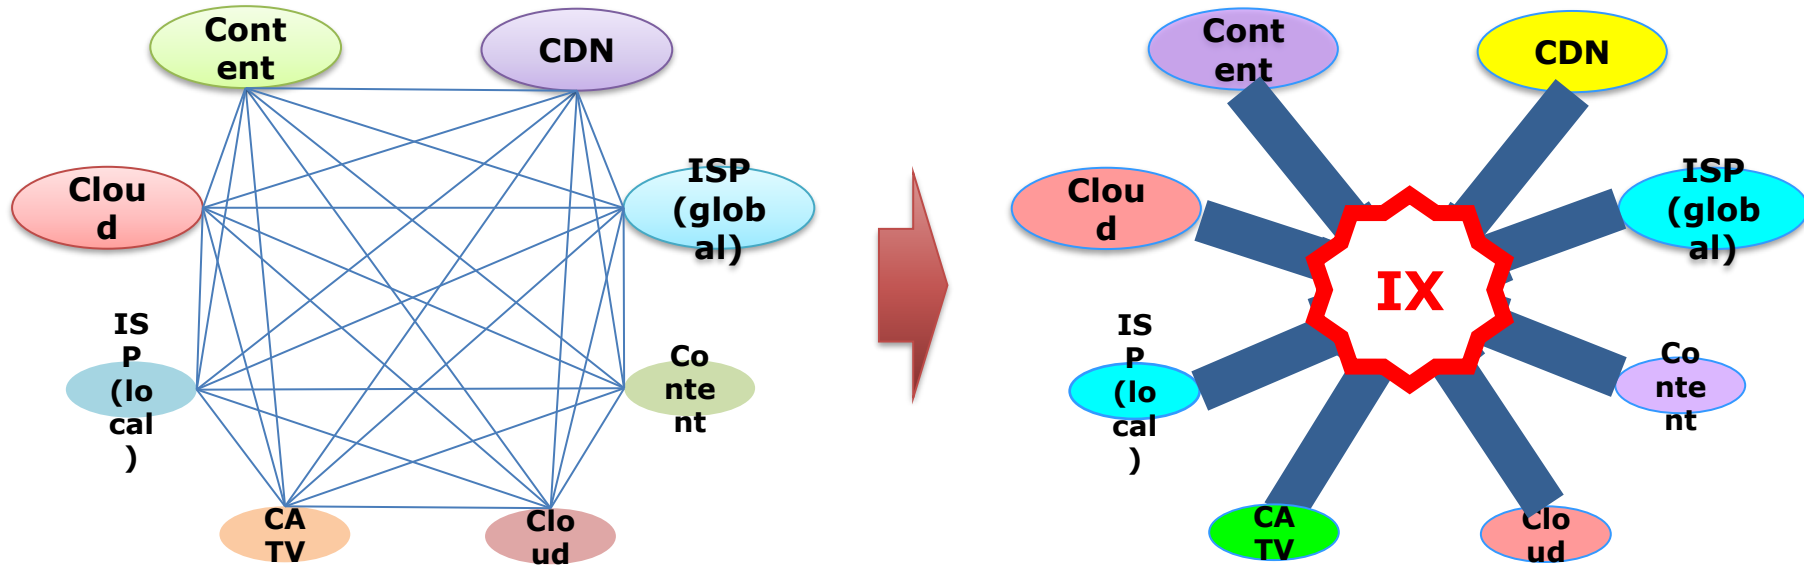 Cont
ent
CDN
Clou
d
ISP
(glob
al)
IS
P
(lo
cal
)
Co
nte
nt
CA
TV
Clo
ud
Cont
ent
CDN
Clou
d
ISP
(glob
al)
IX
IS
P
(lo
cal
)
Co
nte
nt
CA
TV
Clo
ud